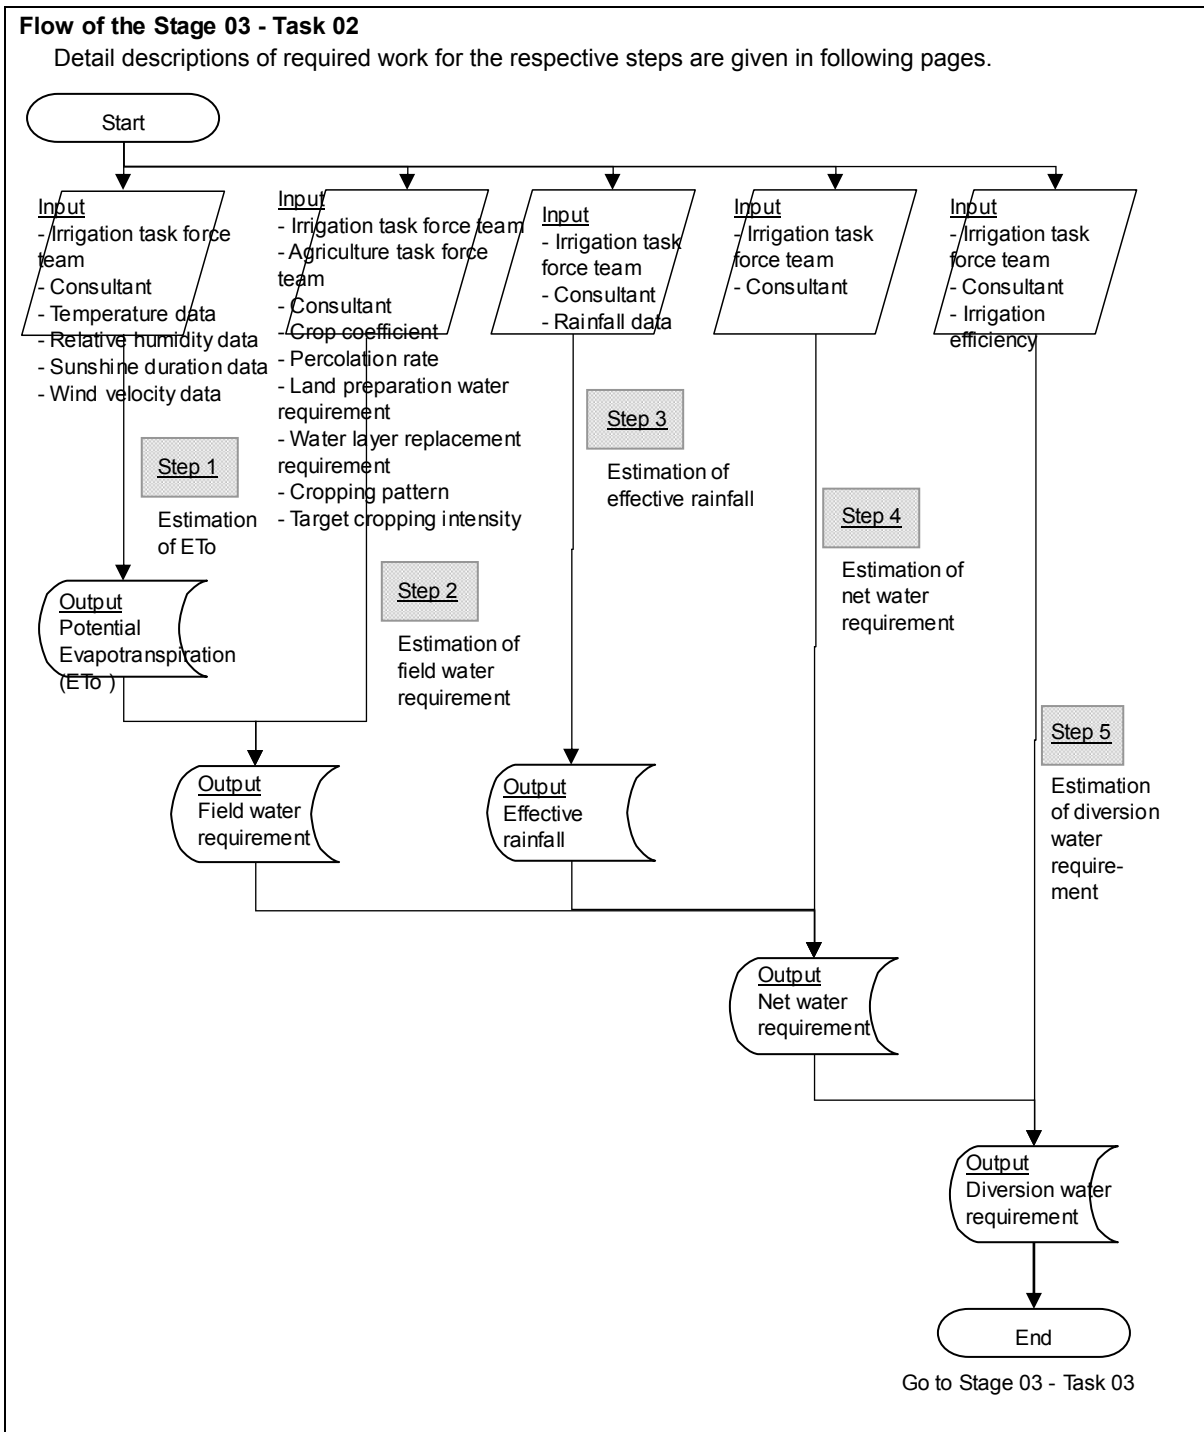 Flow of the Stage 03 - Task 02
Detail descriptions of required work for the respective steps are given in following pages.
Start
Input
- Irrigation task force
team
- Consultant
- Temperature data
- Relative humidity data
- Sunshine duration data
- Wind velocity data
Input
- Irrigation task force team
- Agriculture task force
team
- Consultant
- Crop coefficient
- Percolation rate
- Land preparation water
requirement
- Water layer replacement
requirement
- Cropping pattern
- Target cropping intensity
Input
- Irrigation task
force team
- Consultant
- Rainfall data
Input
- Irrigation task
force team
- Consultant
Input
- Irrigation task
force team
- Consultant
- Irrigation
efficiency
Step 1
Estimation
of ETo
Step 3
Estimation of
effective rainfall
Step 4
Estimation of
net water
requirement
Output
Potential
Evapotranspiration
(ETo )
Step 2
Estimation of
field water
requirement
Step 5
Estimation
of diversion
water
require-
ment
Output
Field water
requirement
Output
Effective
rainfall
Output
Net water
requirement
Output
Diversion water
requirement
End
Go to Stage 03 - Task 03